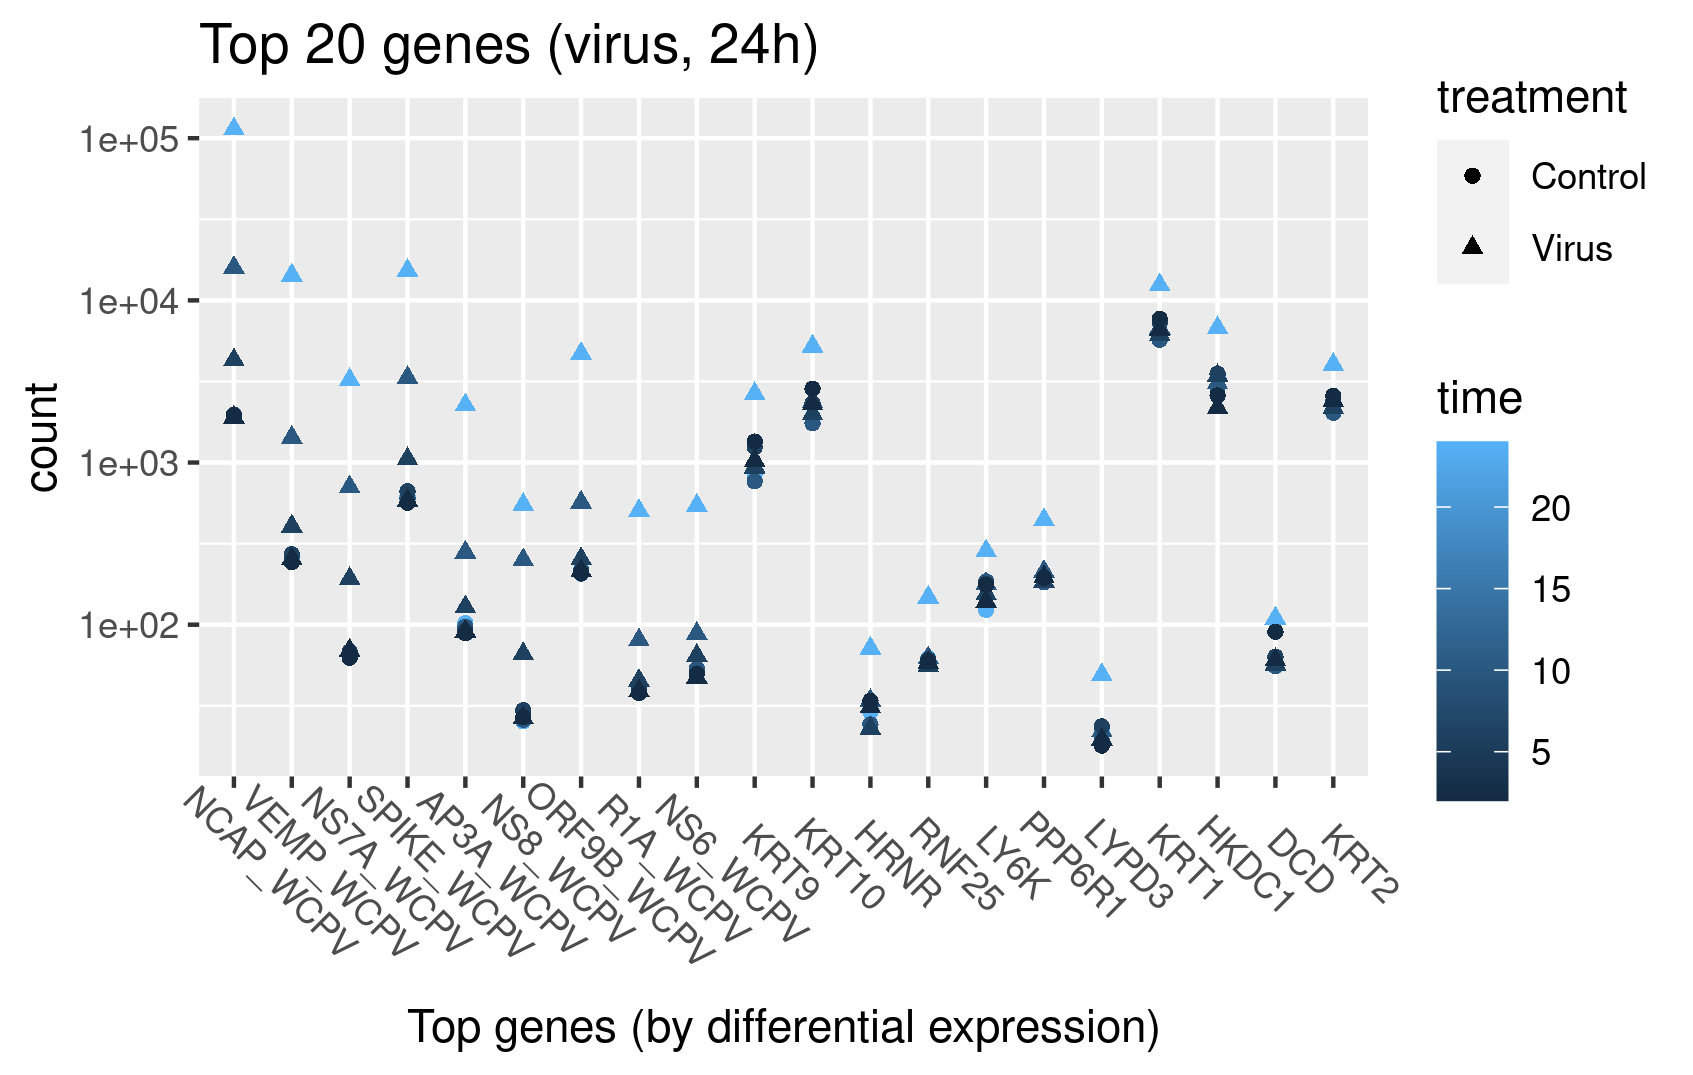 Top 20 genes (virus, 24h)
count
1e+05
1e+04
1e+03
1e+02
NCAP_WCPV
VEMP_WCPV
NS7A_WCPV
SPIKE_WCPV
AP3A_WCPV
NS8_WCPV
ORF9B_WCPV
R1A_WCPV
NS6_WCPV
KRT9
KRT10
HRNR
RNF25
LY6K
PPP6R1
LYPD3
KRT1
HKDC1
DCD
KRT2
Top genes (by differential expression)
treatment
Control
Virus
time
20
15
10
5